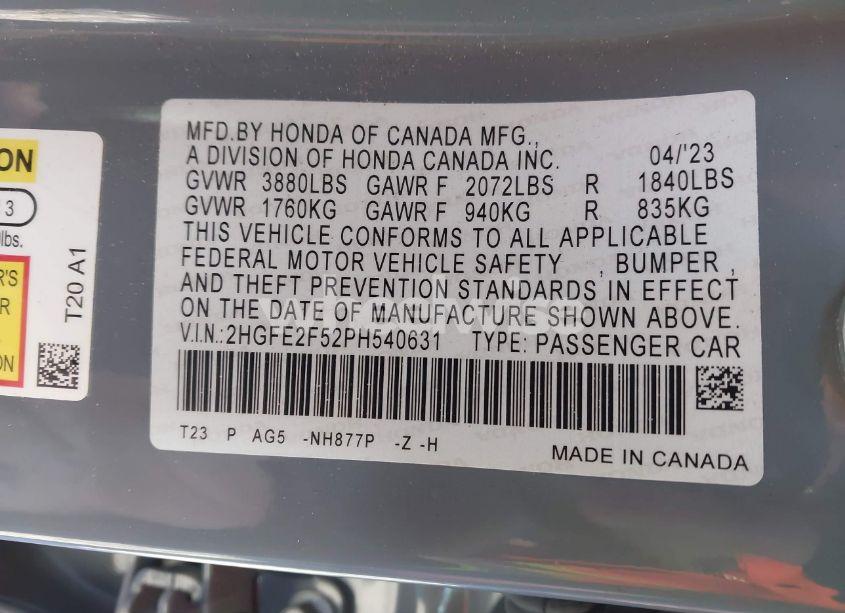 ON
13
lbs.
R'S
R
ON
T20 A1
MFD.BY HONDA OF CANADA MFG.,
A DIVISION OF HONDA CANADA INC. 04/'23
GVWR 3880LBS GAWR F 2072LBS R 1840LBS
GVWR 1760KG GAWR F 940KG R 835KG
THIS VEHICLE CONFORMS TO ALL APPLICABLE
FEDERAL MOTOR VEHICLE SAFETY , BUMPER ,
AND THEFT PREVENTION STANDARDS IN EFFECT
ON THE DATE OF MANUFACTURE SHOWN ABOVE.
V.I.N.:2HGFE2F52PH540631 TYPE: PASSENGER CAR
T23 P AG5 -NH877P -Z -H
MADE IN CANADA